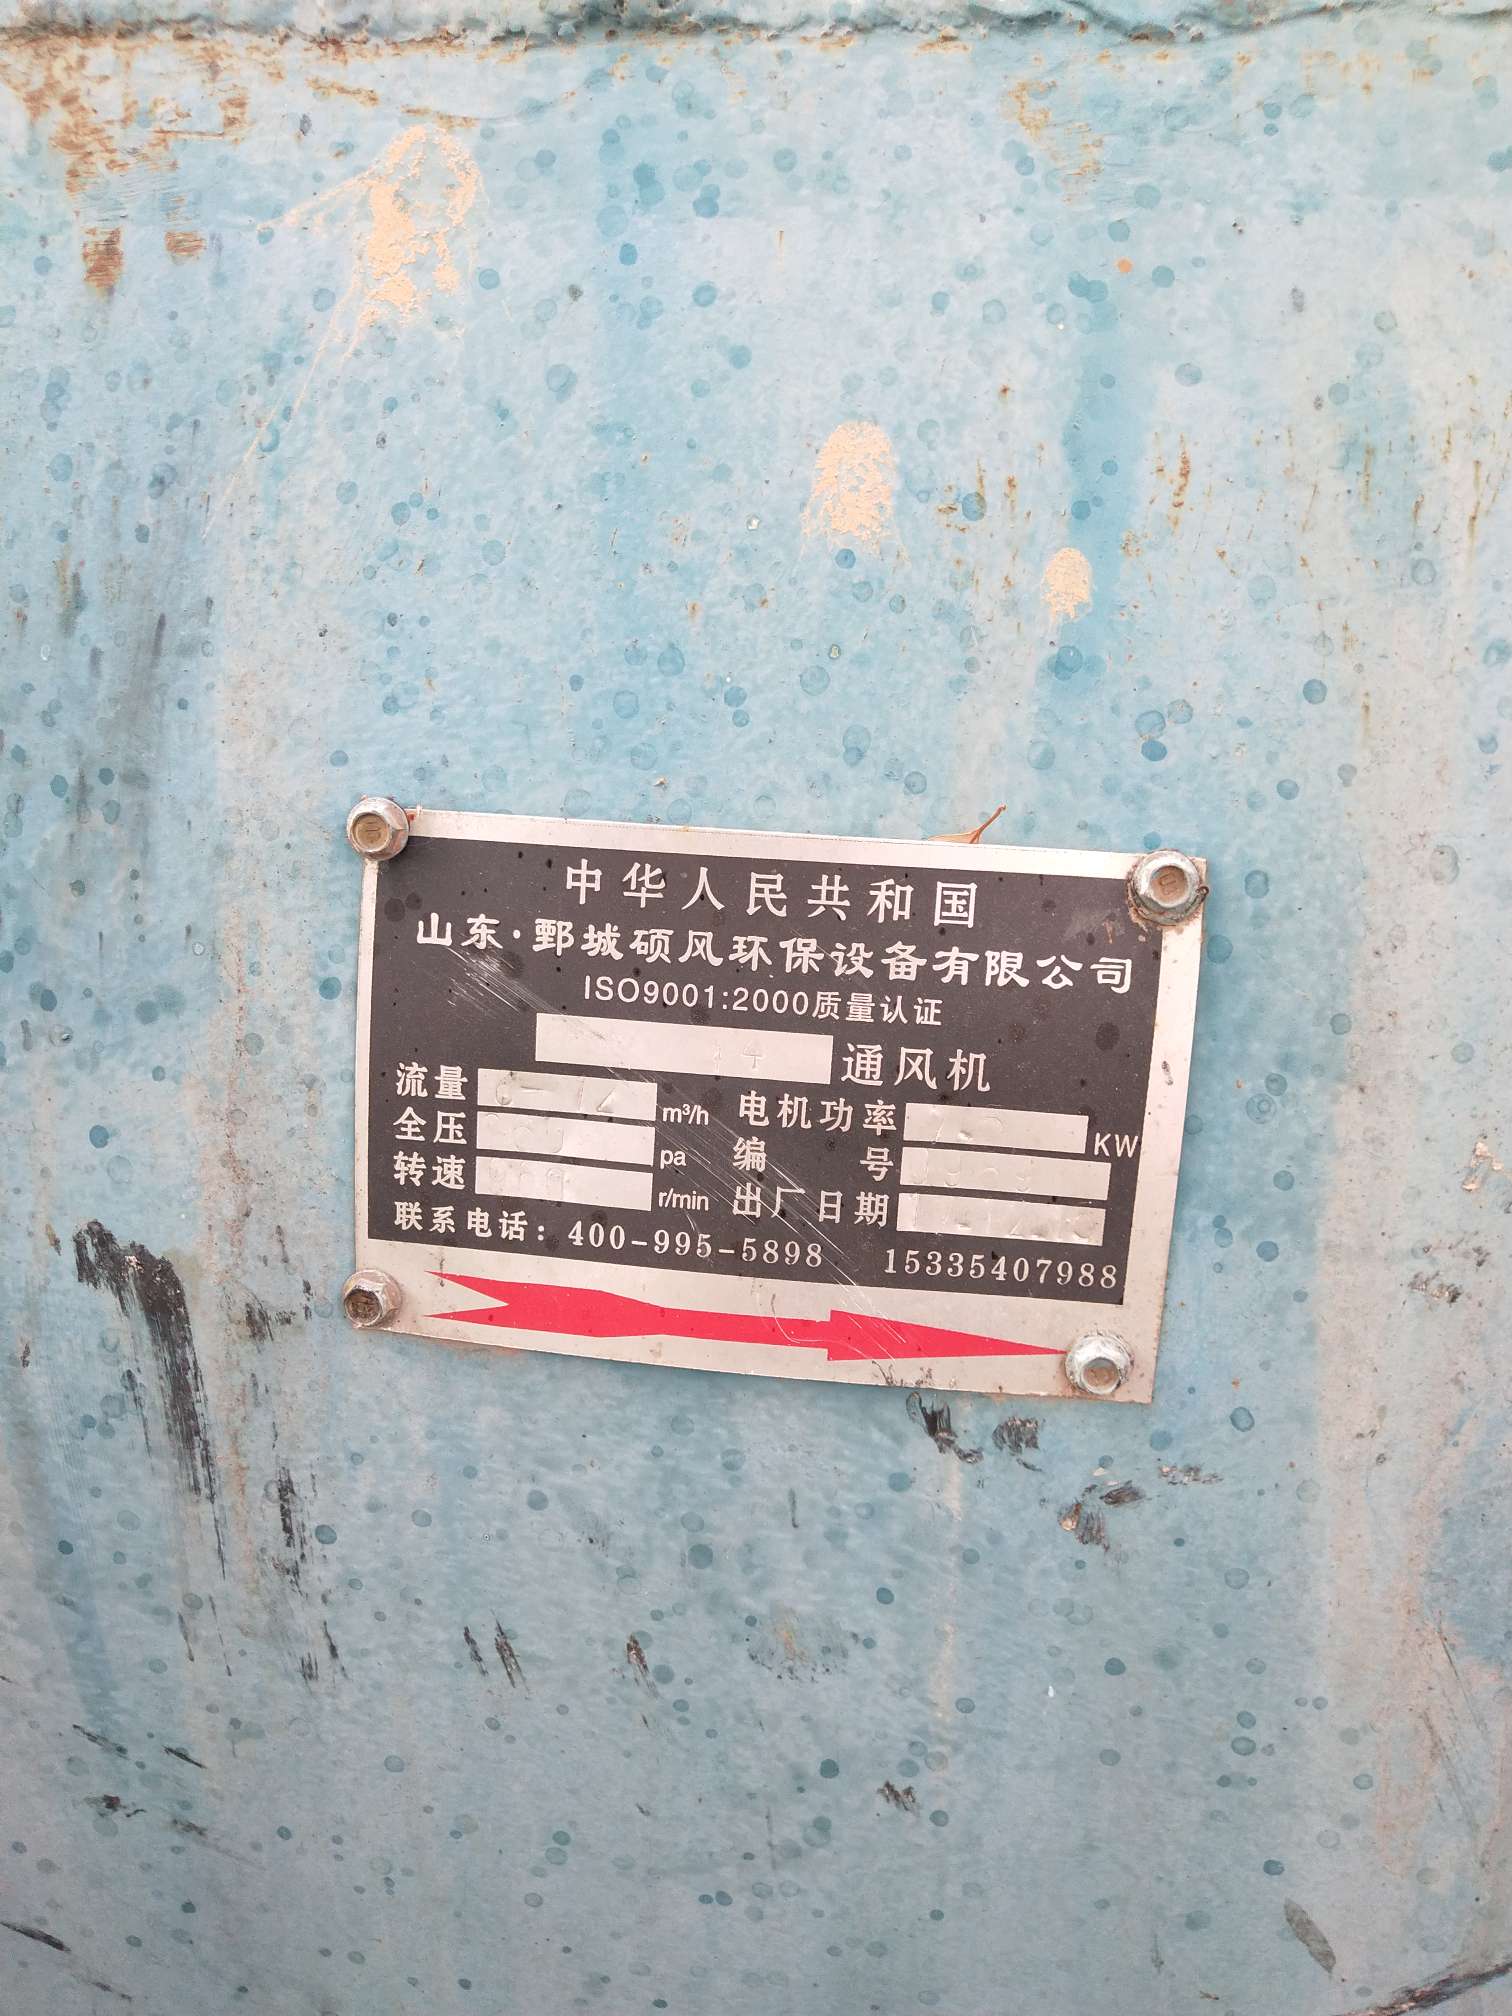 中华人民共和国
山东·鄄城硕风环保设备有限公司
ISO9001:2000质量认证
通风机
流量 m³/h 电机功率 KW
全压 pa 编号
转速 r/min 出厂日期
联系电话：400-995-5898 15335407988